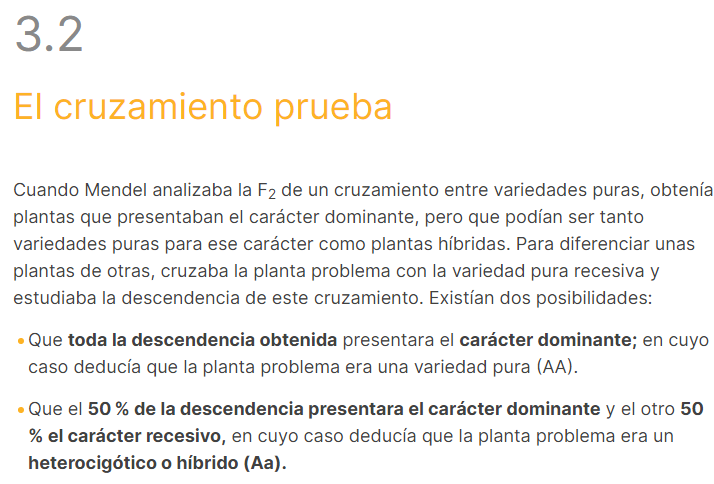 3.2
El cruzamiento prueba
Cuando Mendel analizaba la F2 de un cruzamiento entre variedades puras, obtenía
plantas que presentaban el carácter dominante, pero que podían ser tanto
variedades puras para ese carácter como plantas híbridas. Para diferenciar unas
plantas de otras, cruzaba la planta problema con la variedad pura recesiva y
estudiaba la descendencia de este cruzamiento. Existían dos posibilidades:
• Que toda la descendencia obtenida presentara el carácter dominante; en cuyo
caso deducía que la planta problema era una variedad pura (AA).
• Que el 50 % de la descendencia presentara el carácter dominante y el otro 50
% el carácter recesivo, en cuyo caso deducía que la planta problema era un
heterocigótico o híbrido (Aa).